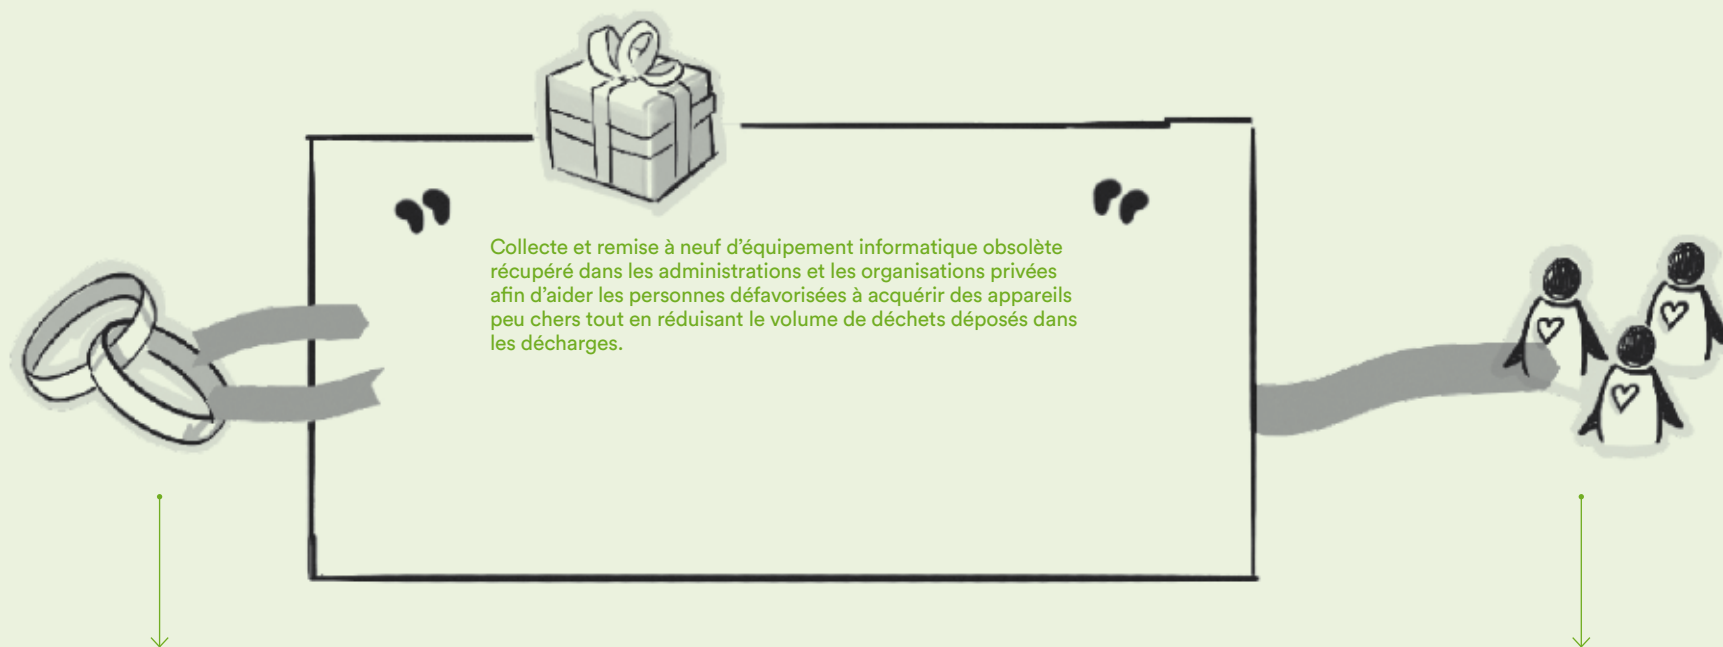 Collecte et remise à neuf d’équipement informatique obsolète
récupéré dans les administrations et les organisations privées
afin d’aider les personnes défavorisées à acquérir des appareils
peu chers tout en réduisant le volume de déchets déposés dans
les décharges.